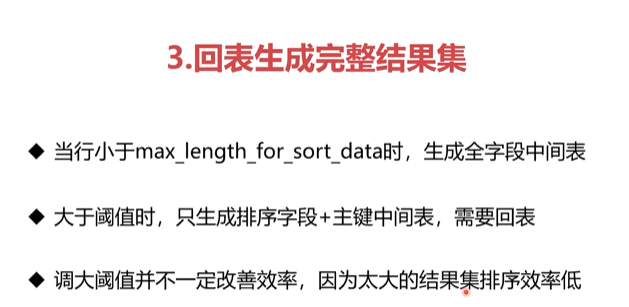 3.回表生成完整结果集
◆ 当行小于max_length_for_sort_data时，生成全字段中间表
◆ 大于阈值时，只生成排序字段+主键中间表，需要回表
◆ 调大阈值并不一定改善效率，因为太大的结果集排序效率低